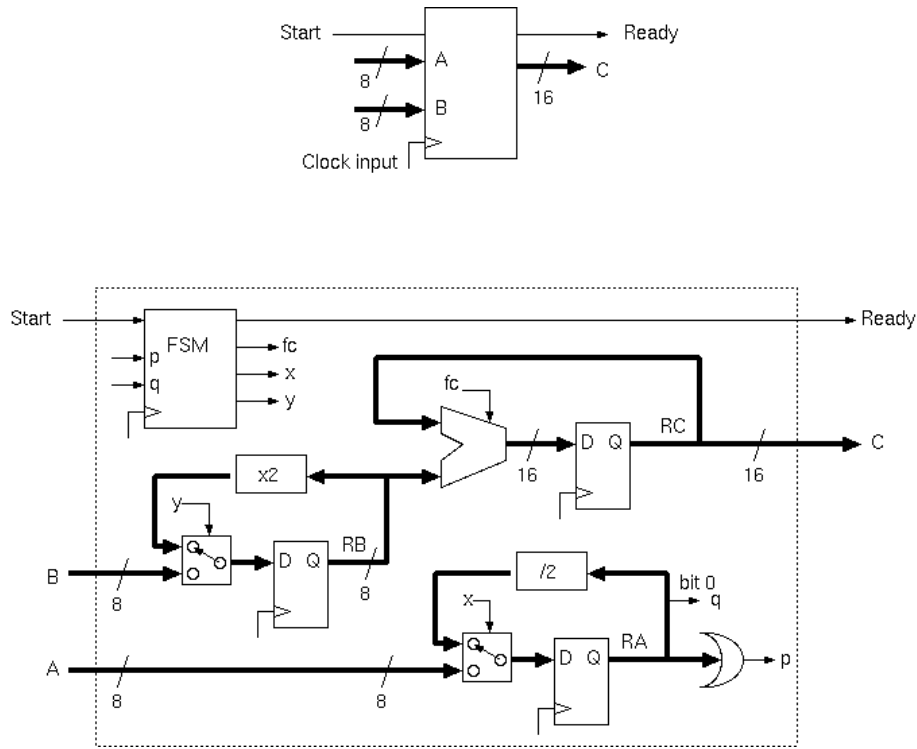 Start
Ready
A
8
C
16
B
8
Clock input
Start
Ready
FSM
fc
p
x
q
y
fc
RC
D Q
C
16
16
x2
y
RB
D Q
B
8
8
/2
bit 0
q
x
RA
D Q
p
A
8
8